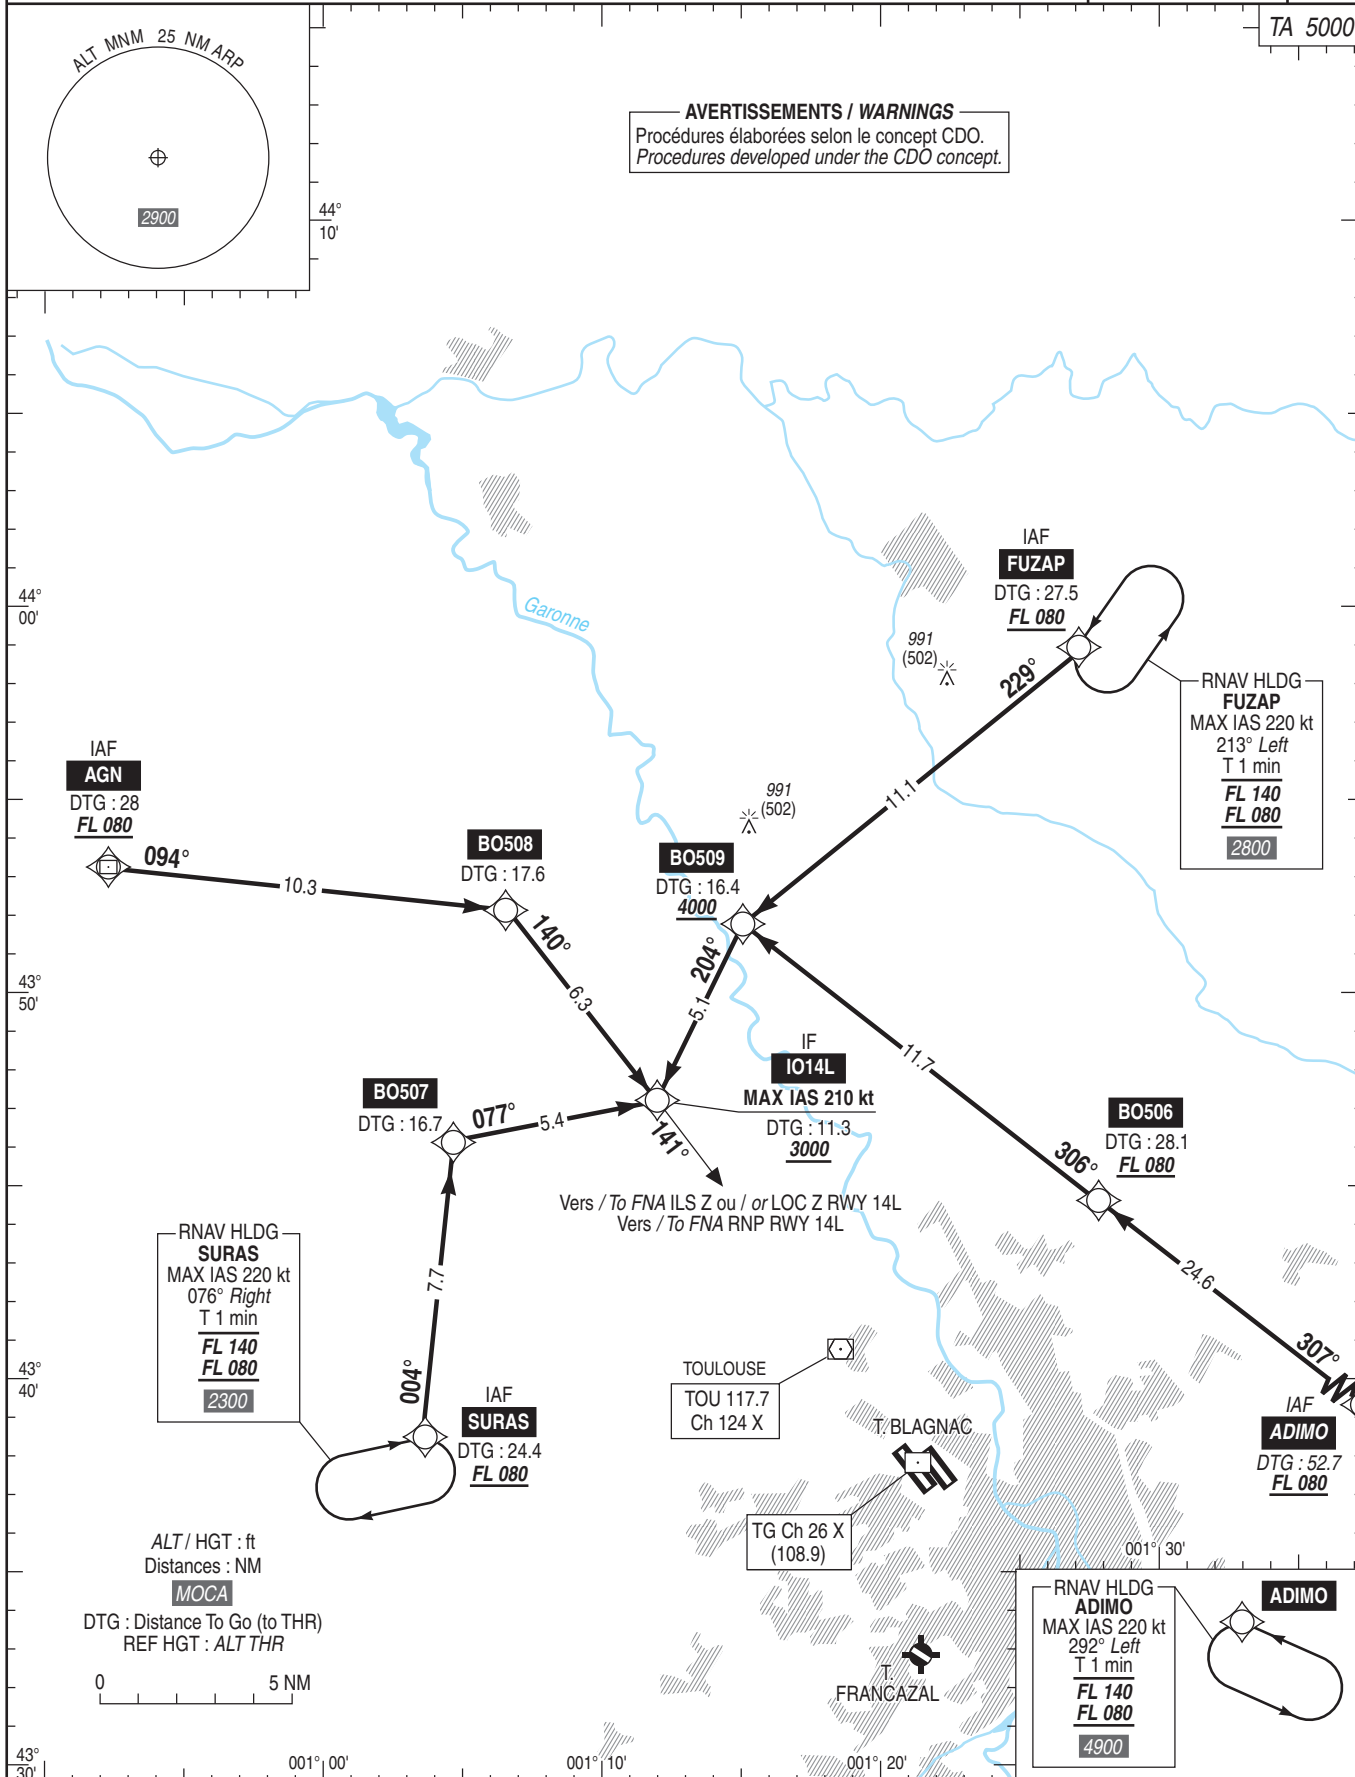 TA 5000
ALT MNM 25 NM ARP
2900
AVERTISSEMENTS / WARNINGS
Procédures élaborées selon le concept CDO.
Procedures developed under the CDO concept.
44°
10'
Garonne
44°
00'
991
(502)
IAF
FUZAP
DTG : 27.5
FL 080
229°
11.1
RNAV HLDG
FUZAP
MAX IAS 220 kt
213° Left
T 1 min
FL 140
FL 080
2800
IAF
AGN
DTG : 28
FL 080
094°
10.3
BO508
DTG : 17.6
140°
6.3
991
(502)
BO509
DTG : 16.4
4000
204°
5.1
43°
50'
IF
IO14L
MAX IAS 210 kt
DTG : 11.3
3000
11.7
BO507
DTG : 16.7
077°
5.4
141°
BO506
DTG : 28.1
FL 080
306°
Vers / To FNA ILS Z ou / or LOC Z RWY 14L
Vers / To FNA RNP RWY 14L
RNAV HLDG
SURAS
MAX IAS 220 kt
076° Right
T 1 min
FL 140
FL 080
2300
7.7
004°
24.6
307°
43°
40'
IAF
SURAS
DTG : 24.4
FL 080
TOULOUSE
TOU 117.7
Ch 124 X
T. BLAGNAC
IAF
ADIMO
DTG : 52.7
FL 080
TG Ch 26 X
(108.9)
001° 30'
ALT / HGT : ft
Distances : NM
MOCA
DTG : Distance To Go (to THR)
REF HGT : ALT THR
0 5 NM
T.
FRANCAZAL
RNAV HLDG
ADIMO
MAX IAS 220 kt
292° Left
T 1 min
FL 140
FL 080
4900
ADIMO
43°
30'
001° 00'
001° 10'
001° 20'